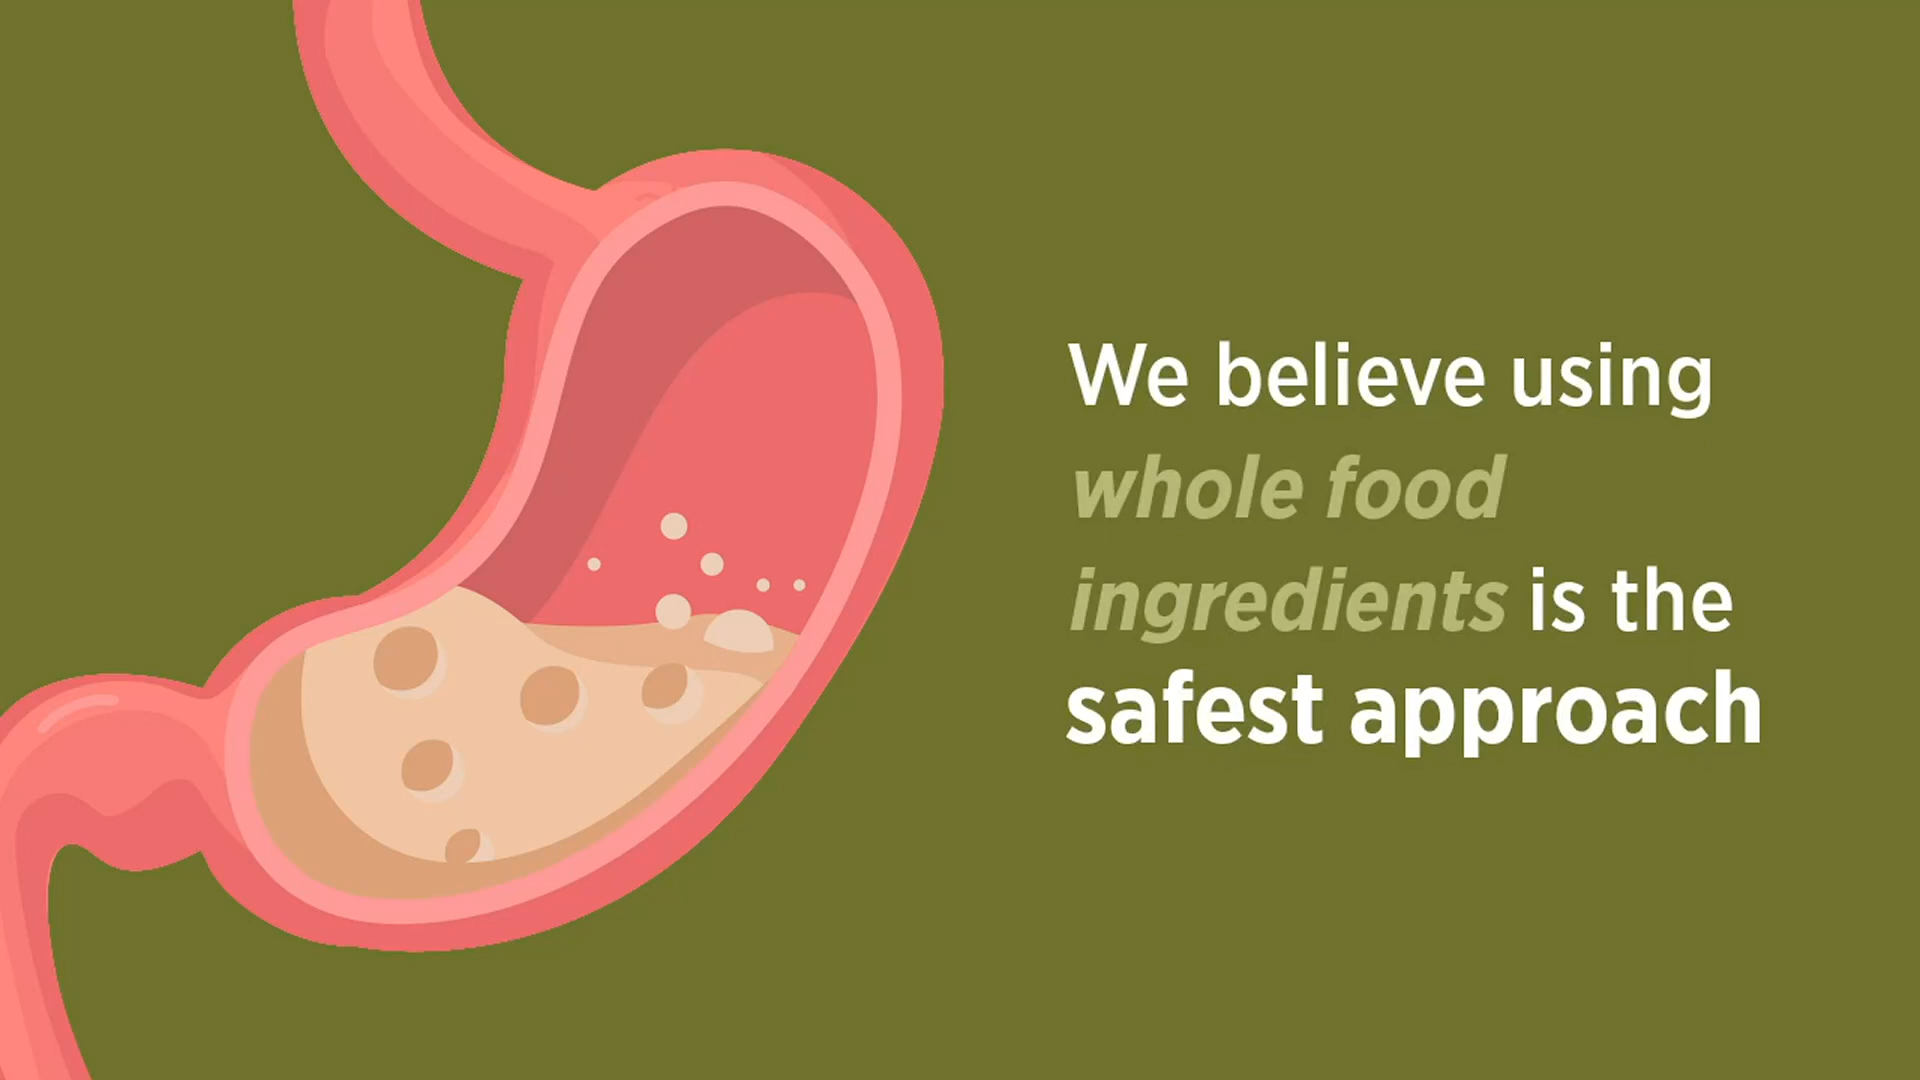 We believe using
whole food
ingredients is the
safest approach